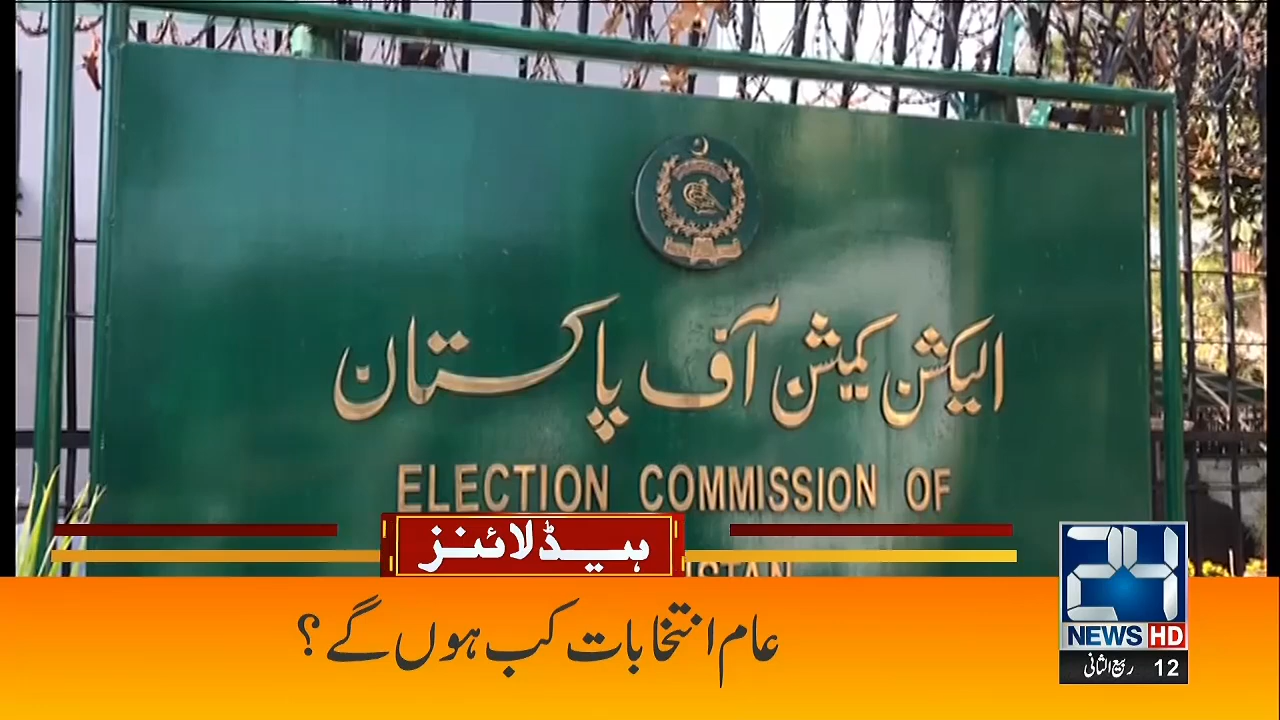 الیکشن کمیشن آف پاکستان
ELECTION COMMISSION OF
ہیڈلائنز
عام انتخابات کب ہوں گے؟
24
NEWS HD
12 ربیع الثانی